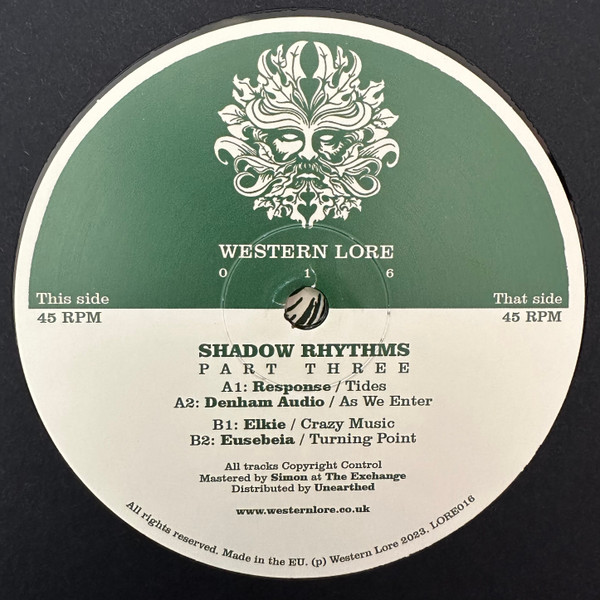 WESTERN LORE
0 1 6
This side
45 RPM
That side
45 RPM
SHADOW RHYTHMS
PART THREE
A1: Response / Tides
A2: Denham Audio / As We Enter
B1: Elkie / Crazy Music
B2: Eusebeia / Turning Point
All tracks Copyright Control
Mastered by Simon at The Exchange
Distributed by Unearthed
www.westernlore.co.uk
All rights reserved. Made in the EU. (p) Western Lore 2023. LORE016